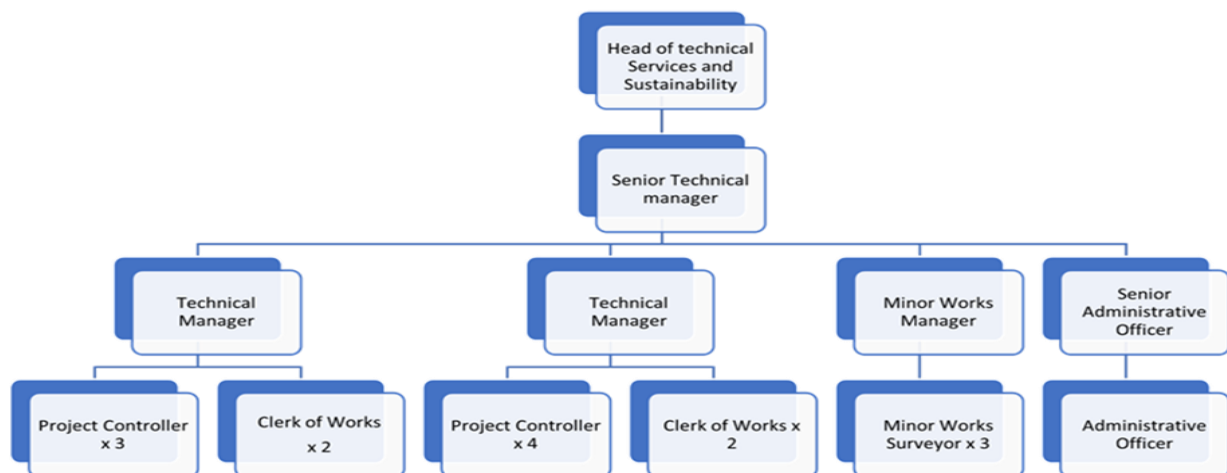 Head of technical
Services and
Sustainability
Senior Technical
manager
Technical
Manager
Technical
Manager
Minor Works
Manager
Senior
Administrative
Officer
Project Controller
x 3
Clerk of Works
x 2
Project Controller
x 4
Clerk of Works x
2
Minor Works
Surveyor x 3
Administrative
Officer